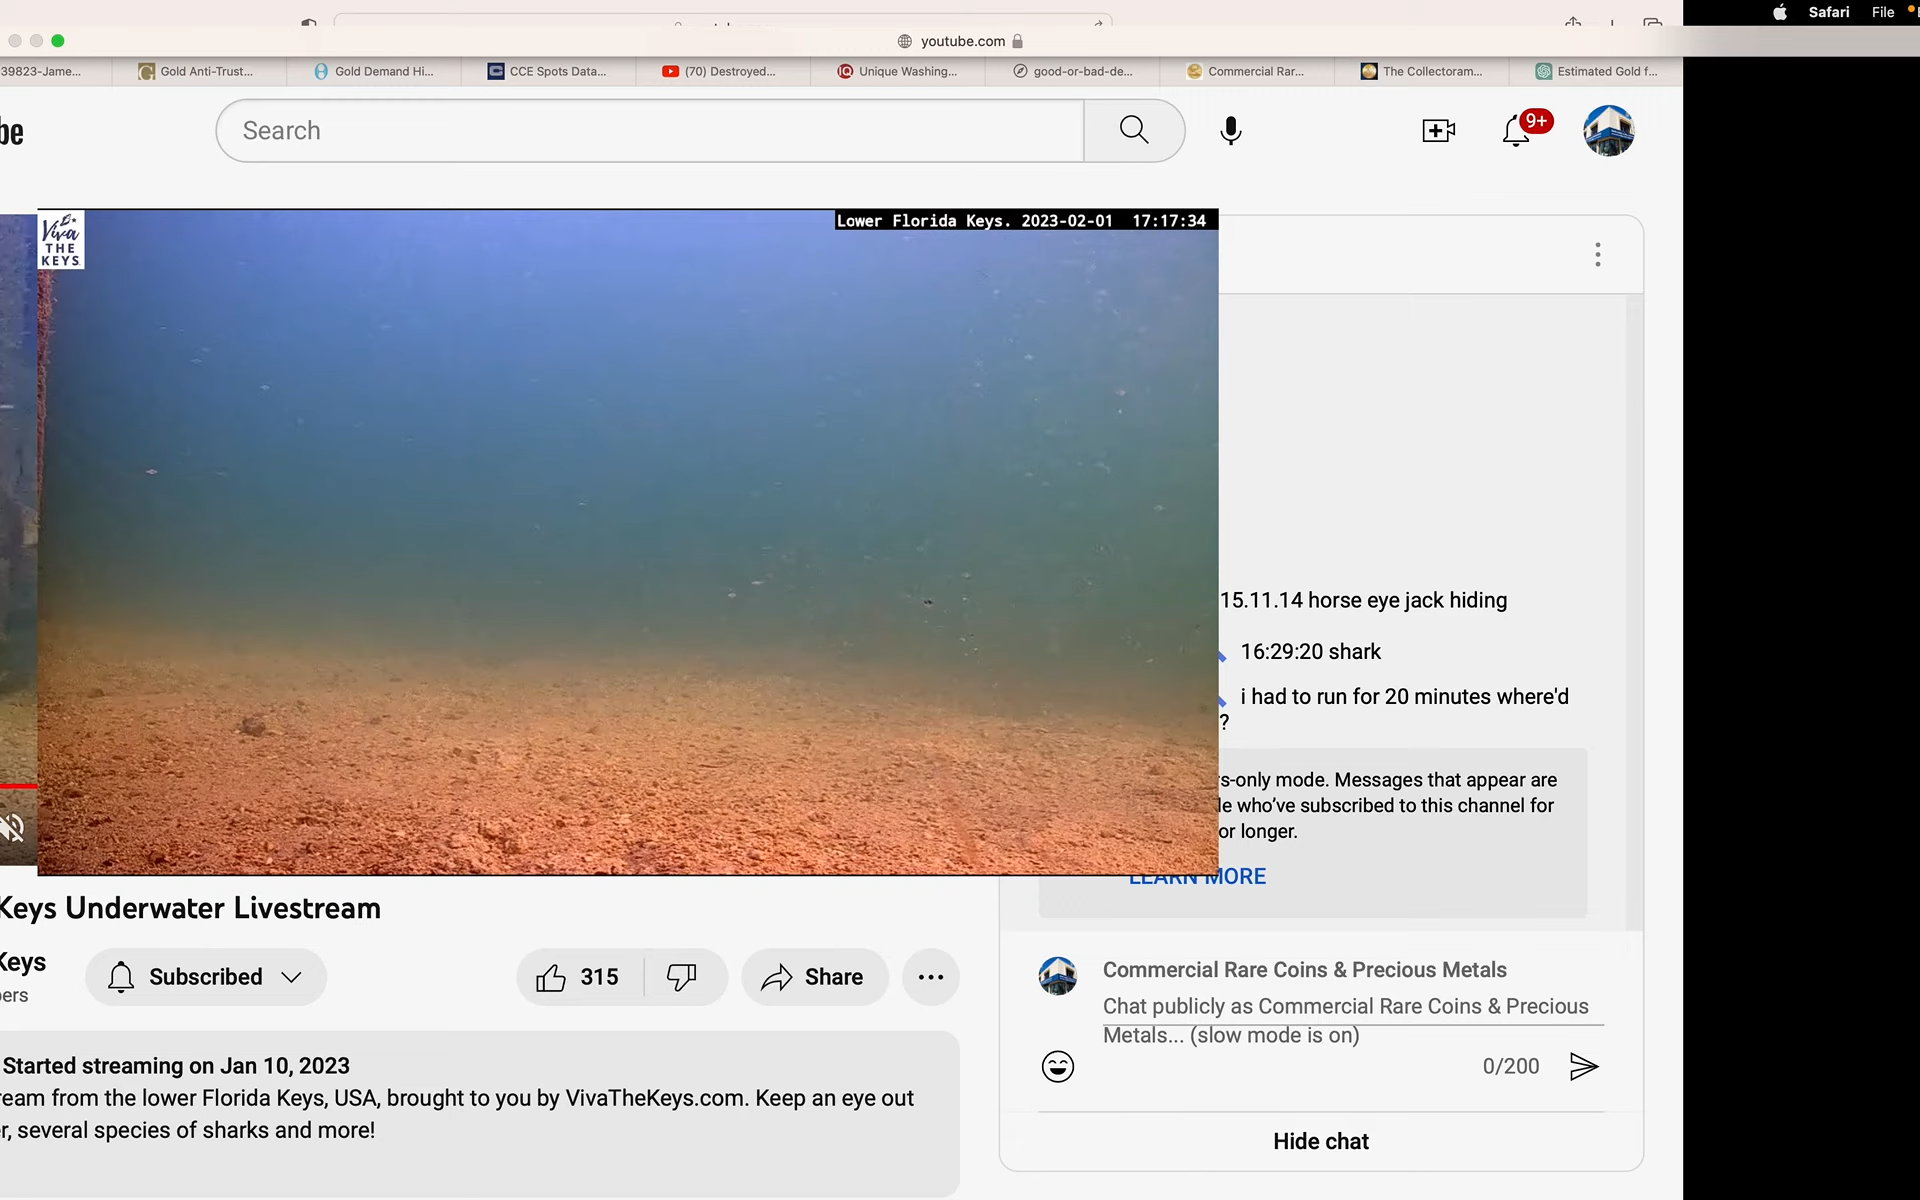 Safari File
youtube.com
39823-Jame...
Gold Anti-Trust...
Gold Demand Hi...
CCE Spots Data...
(70) Destroyed...
Unique Washing...
good-or-bad-de...
Commercial Rar...
The Collectoram...
Estimated Gold f...
be
Search
9+
Viva
THE
KEYS
Lower Florida Keys. 2023-02-01 17:17:34
15.11.14 horse eye jack hiding
16:29:20 shark
i had to run for 20 minutes where'd
?
s-only mode. Messages that appear are
le who've subscribed to this channel for
or longer.
LEARN MORE
Keys Underwater Livestream
Keys
bers
Subscribed
315
Share
Started streaming on Jan 10, 2023
ream from the lower Florida Keys, USA, brought to you by VivaTheKeys.com. Keep an eye out
r, several species of sharks and more!
Commercial Rare Coins & Precious Metals
Chat publicly as Commercial Rare Coins & Precious
Metals... (slow mode is on)
0/200
Hide chat